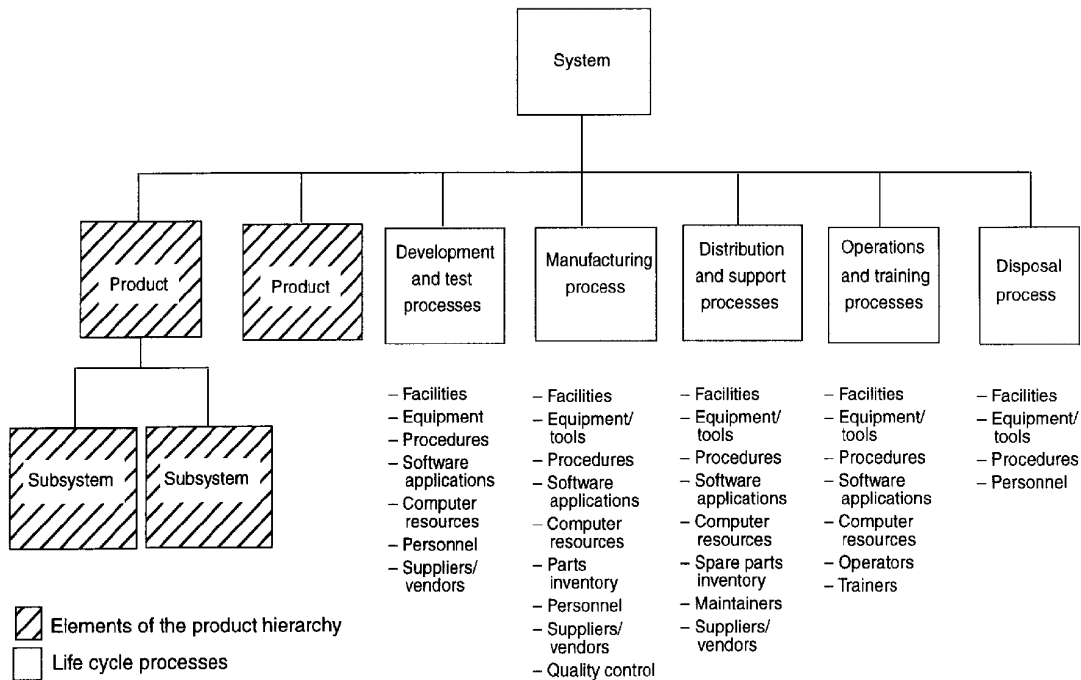 System
Product
Product
Development
and test
processes
Manufacturing
process
Distribution
and support
processes
Operations
and training
processes
Disposal
process
Subsystem
Subsystem
– Facilities
– Equipment
– Procedures
– Software
applications
– Computer
resources
– Personnel
– Suppliers/
vendors
– Facilities
– Equipment/
tools
– Procedures
– Software
applications
– Computer
resources
– Parts
inventory
– Personnel
– Suppliers/
vendors
– Quality control
– Facilities
– Equipment/
tools
– Procedures
– Software
applications
– Computer
resources
– Spare parts
inventory
– Maintainers
– Suppliers/
vendors
– Facilities
– Equipment/
tools
– Procedures
– Software
applications
– Computer
resources
– Operators
– Trainers
– Facilities
– Equipment/
tools
– Procedures
– Personnel
Elements of the product hierarchy
Life cycle processes